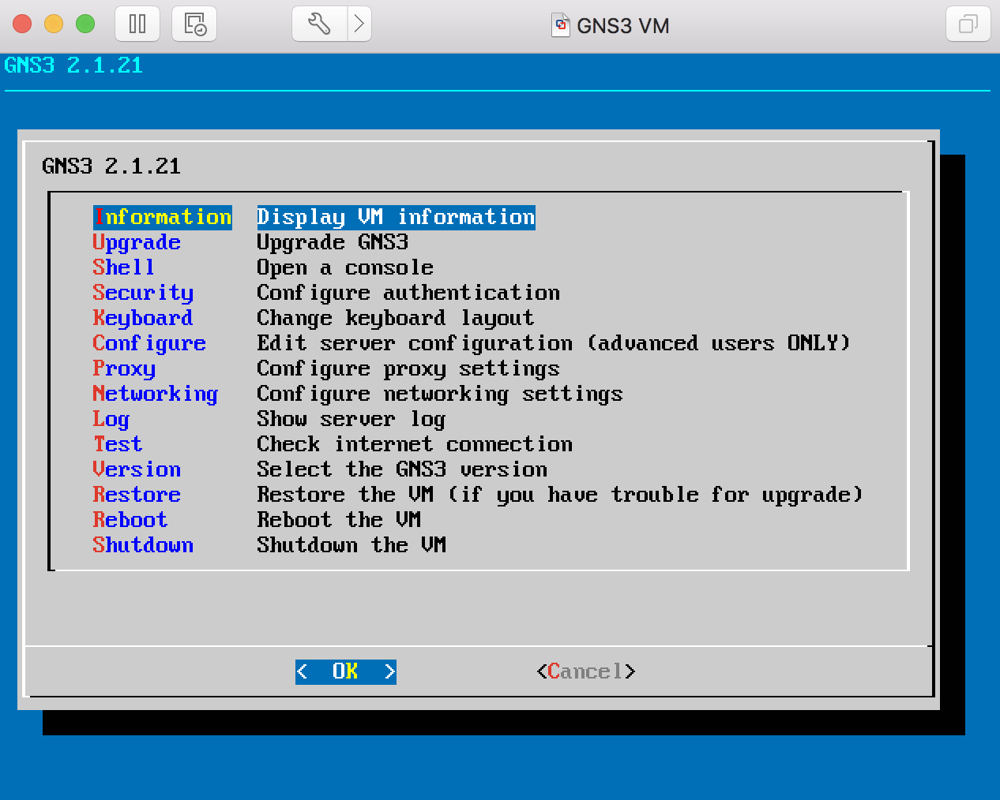 GNS3 VM
GNS3 2.1.21
GNS3 2.1.21
Information Display VM information
Upgrade Upgrade GNS3
Shell Open a console
Security Configure authentication
Keyboard Change keyboard layout
Configure Edit server configuration (advanced users ONLY)
Proxy Configure proxy settings
Networking Configure networking settings
Log Show server log
Test Check internet connection
Version Select the GNS3 version
Restore Restore the VM (if you have trouble for upgrade)
Reboot Reboot the VM
Shutdown Shutdown the VM
< OK > <Cancel>